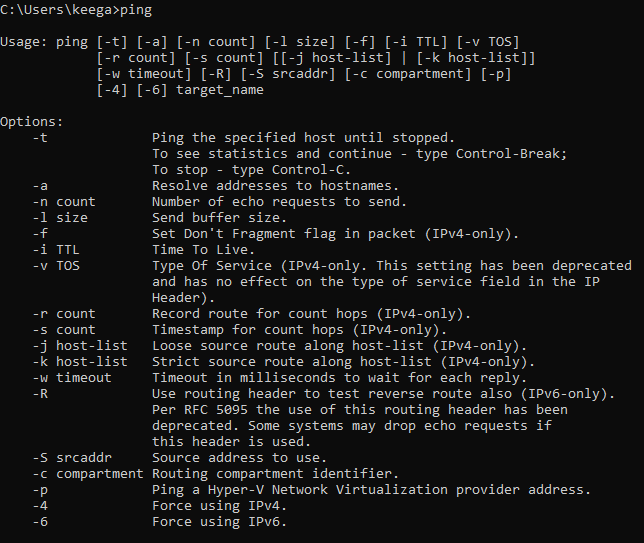 C:\Users\keega>ping

Usage: ping [-t] [-a] [-n count] [-l size] [-f] [-i TTL] [-v TOS]
            [-r count] [-s count] [[-j host-list] | [-k host-list]]
            [-w timeout] [-R] [-S srcaddr] [-c compartment] [-p]
            [-4] [-6] target_name

Options:
    -t             Ping the specified host until stopped.
                   To see statistics and continue - type Control-Break;
                   To stop - type Control-C.
    -a             Resolve addresses to hostnames.
    -n count       Number of echo requests to send.
    -l size        Send buffer size.
    -f             Set Don't Fragment flag in packet (IPv4-only).
    -i TTL         Time To Live.
    -v TOS         Type Of Service (IPv4-only. This setting has been deprecated
                   and has no effect on the type of service field in the IP
                   Header).
    -r count       Record route for count hops (IPv4-only).
    -s count       Timestamp for count hops (IPv4-only).
    -j host-list   Loose source route along host-list (IPv4-only).
    -k host-list   Strict source route along host-list (IPv4-only).
    -w timeout     Timeout in milliseconds to wait for each reply.
    -R             Use routing header to test reverse route also (IPv6-only).
                   Per RFC 5095 the use of this routing header has been
                   deprecated. Some systems may drop echo requests if
                   this header is used.
    -S srcaddr     Source address to use.
    -c compartment Routing compartment identifier.
    -p             Ping a Hyper-V Network Virtualization provider address.
    -4             Force using IPv4.
    -6             Force using IPv6.